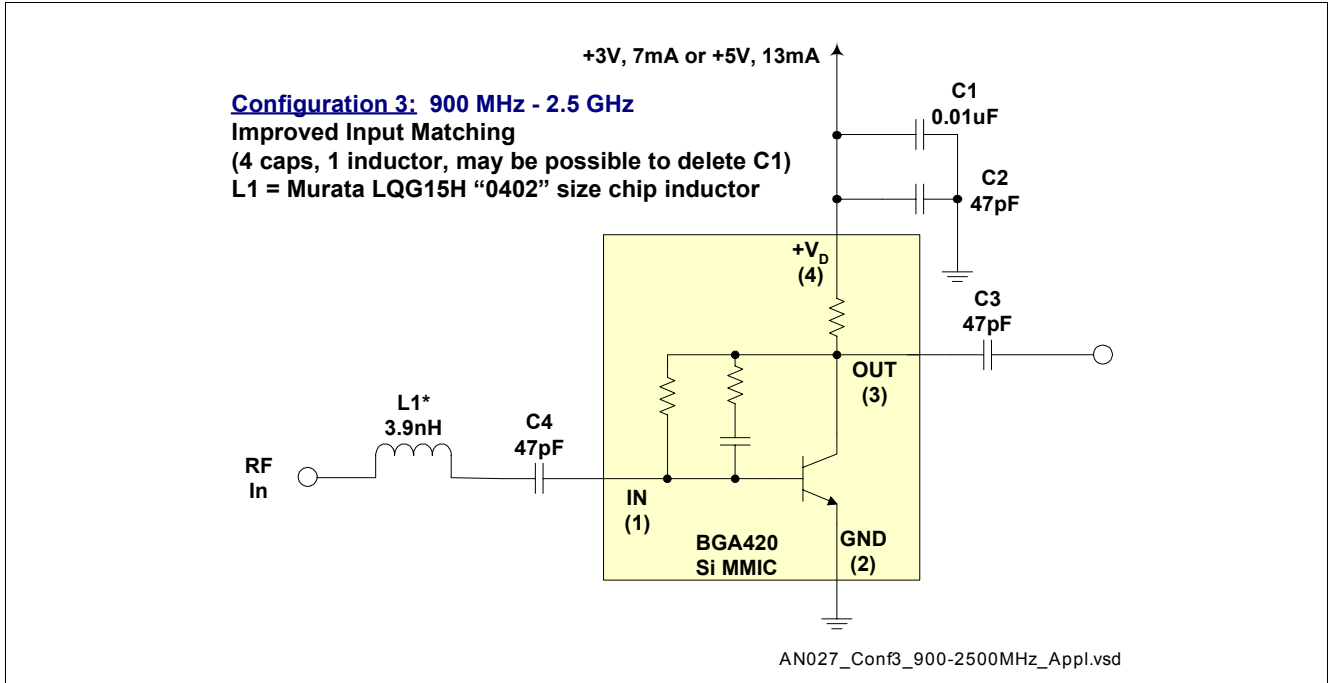 +3V, 7mA or +5V, 13mA
Configuration 3: 900 MHz - 2.5 GHz
Improved Input Matching
(4 caps, 1 inductor, may be possible to delete C1)
L1 = Murata LQG15H “0402” size chip inductor
C1
0.01uF
C2
47pF
+VD
(4)
C3
47pF
OUT
(3)
L1*
3.9nH
C4
47pF
RF
In
IN
(1)
BGA420
Si MMIC
GND
(2)
AN027_Conf3_900-2500MHz_Appl.vsd